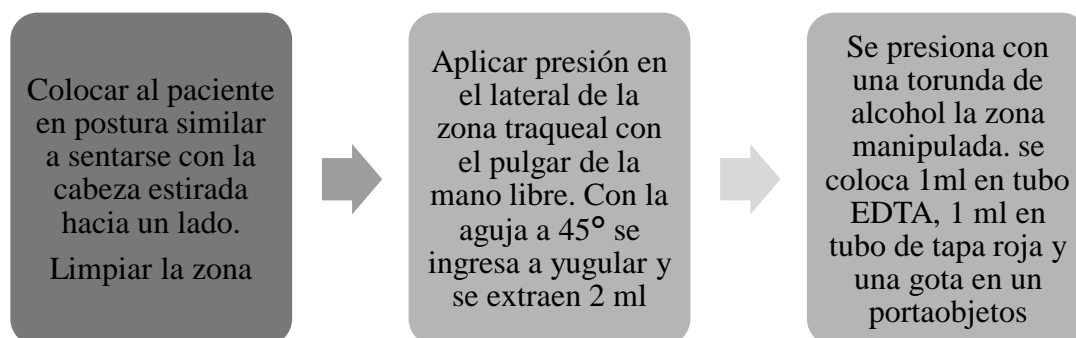 Colocar al paciente
en postura similar
a sentarse con la
cabeza estirada
hacia un lado.
Limpiar la zona
Aplicar presión en
el lateral de la
zona traqueal con
el pulgar de la
mano libre. Con la
aguja a 45° se
ingresa a yugular y
se extraen 2 ml
Se presiona con
una torunda de
alcohol la zona
manipulada. se
coloca 1ml en tubo
EDTA, 1 ml en
tubo de tapa roja y
una gota en un
portaobjetos